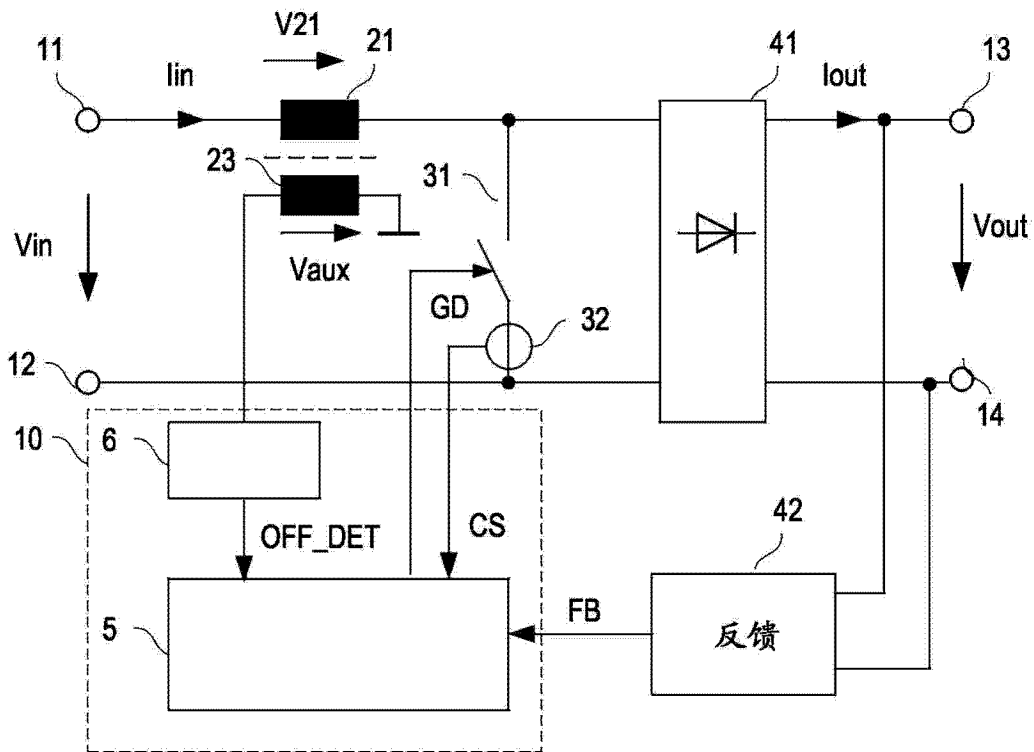 V21
21
11
Iin
41
Iout
13
23
31
Vin
Vaux
Vout
GD
32
12
14
10
6
OFF_DET
CS
42
5
FB
反馈